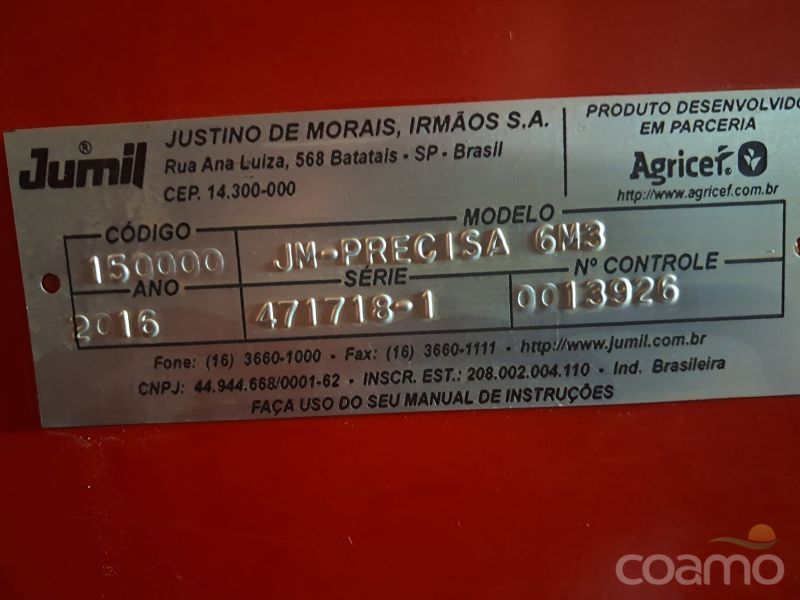 Jumil®
JUSTINO DE MORAIS, IRMÃOS S.A.
Rua Ana Luiza, 568 Batatais - SP - Brasil
CEP. 14.300-000
PRODUTO DESENVOLVIDO
EM PARCERIA
Agricef.
http://www.agricef.com.br
CÓDIGO
150000
MODELO
JM-PRECISA 6M3
ANO
2016
SÉRIE
471718-1
Nº CONTROLE
0013926
Fone: (16) 3660-1000 - Fax: (16) 3660-1111 - http://www.jumil.com.br
CNPJ: 44.944.668/0001-62 - INSCR. EST.: 208.002.004.110 - Ind. Brasileira
FAÇA USO DO SEU MANUAL DE INSTRUÇÕES
coamo